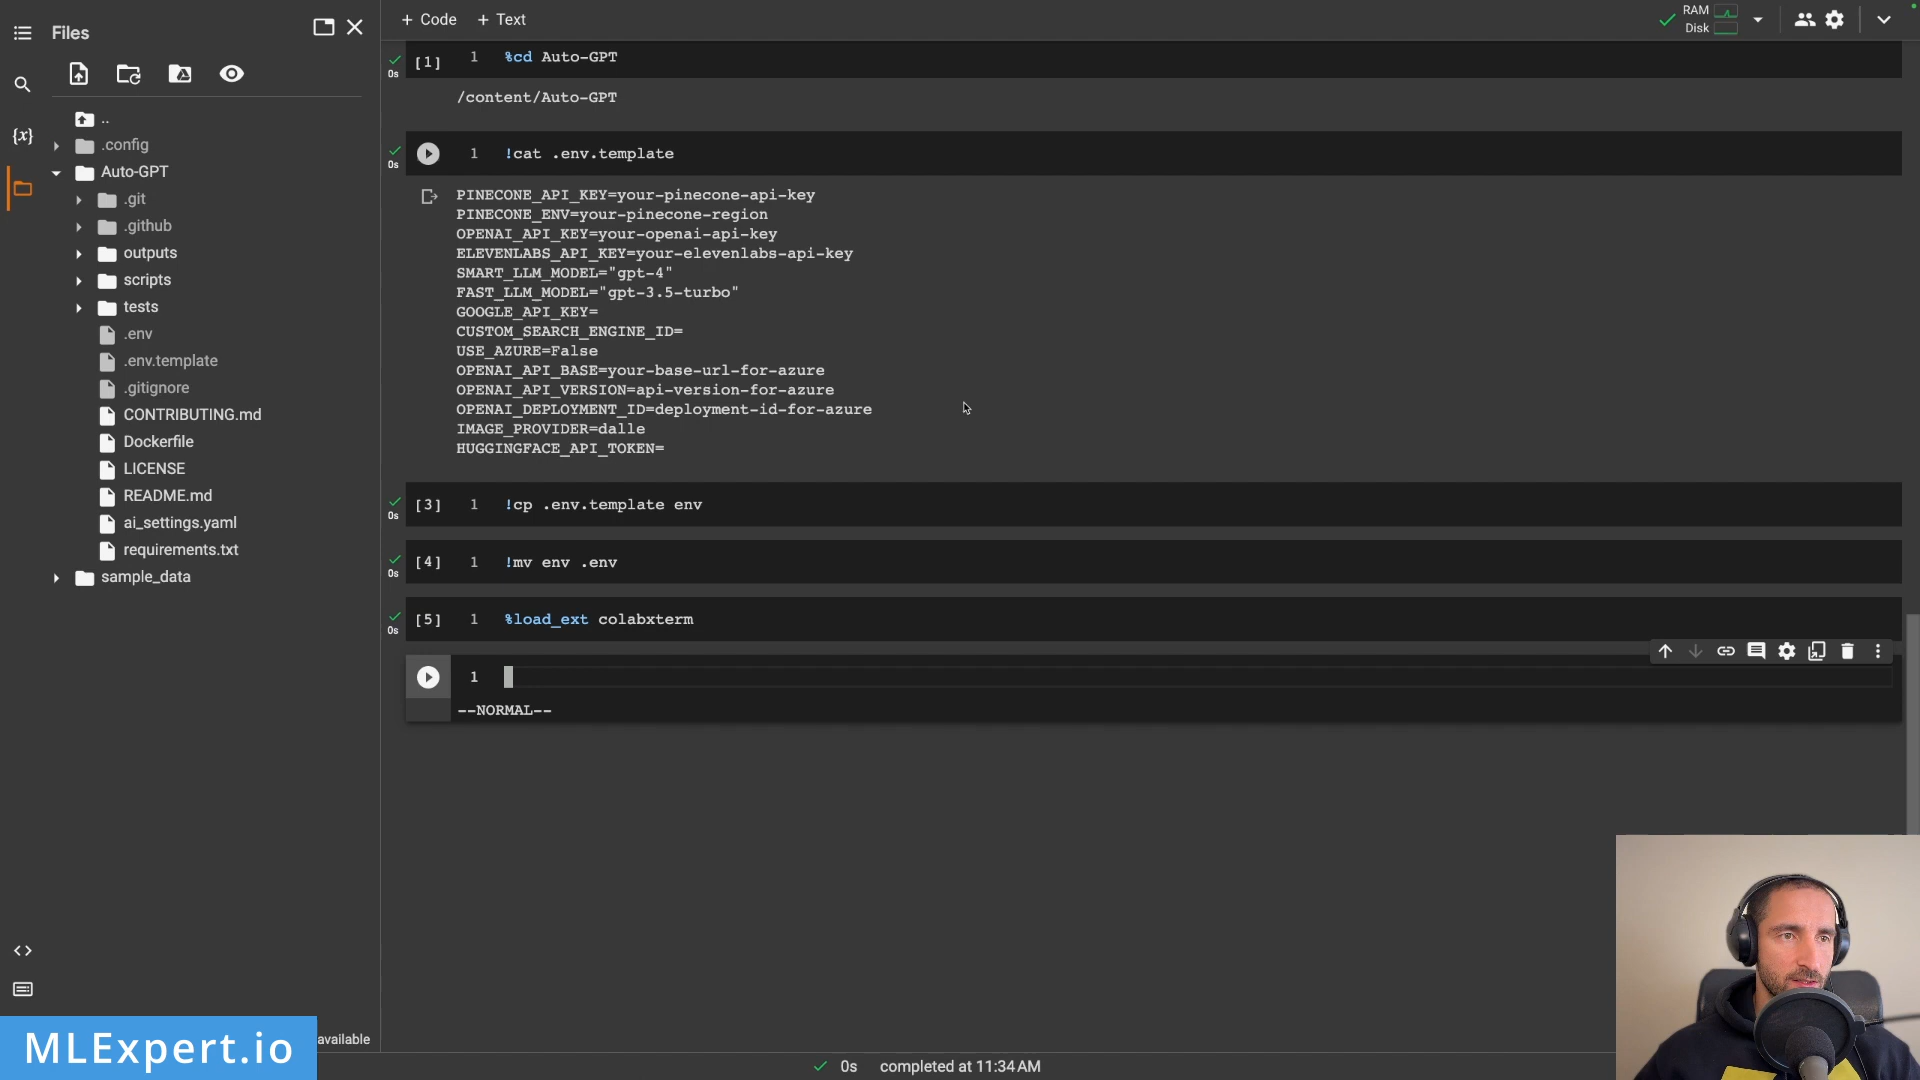 Files
+ Code + Text
RAM
Disk
[1] 1 %cd Auto-GPT
0s
/content/Auto-GPT
..
.config
Auto-GPT
.git
.github
outputs
scripts
tests
.env
.env.template
.gitignore
CONTRIBUTING.md
Dockerfile
LICENSE
README.md
ai_settings.yaml
requirements.txt
sample_data
{x}
0s
1 !cat .env.template
PINECONE_API_KEY=your-pinecone-api-key
PINECONE_ENV=your-pinecone-region
OPENAI_API_KEY=your-openai-api-key
ELEVENLABS_API_KEY=your-elevenlabs-api-key
SMART_LLM_MODEL="gpt-4"
FAST_LLM_MODEL="gpt-3.5-turbo"
GOOGLE_API_KEY=
CUSTOM_SEARCH_ENGINE_ID=
USE_AZURE=False
OPENAI_API_BASE=your-base-url-for-azure
OPENAI_API_VERSION=api-version-for-azure
OPENAI_DEPLOYMENT_ID=deployment-id-for-azure
IMAGE_PROVIDER=dalle
HUGGINGFACE_API_TOKEN=
[3] 1 !cp .env.template env
0s
[4] 1 !mv env .env
0s
[5] 1 %load_ext colabxterm
0s
1
--NORMAL--
MLExpert.io
available
0s completed at 11:34 AM